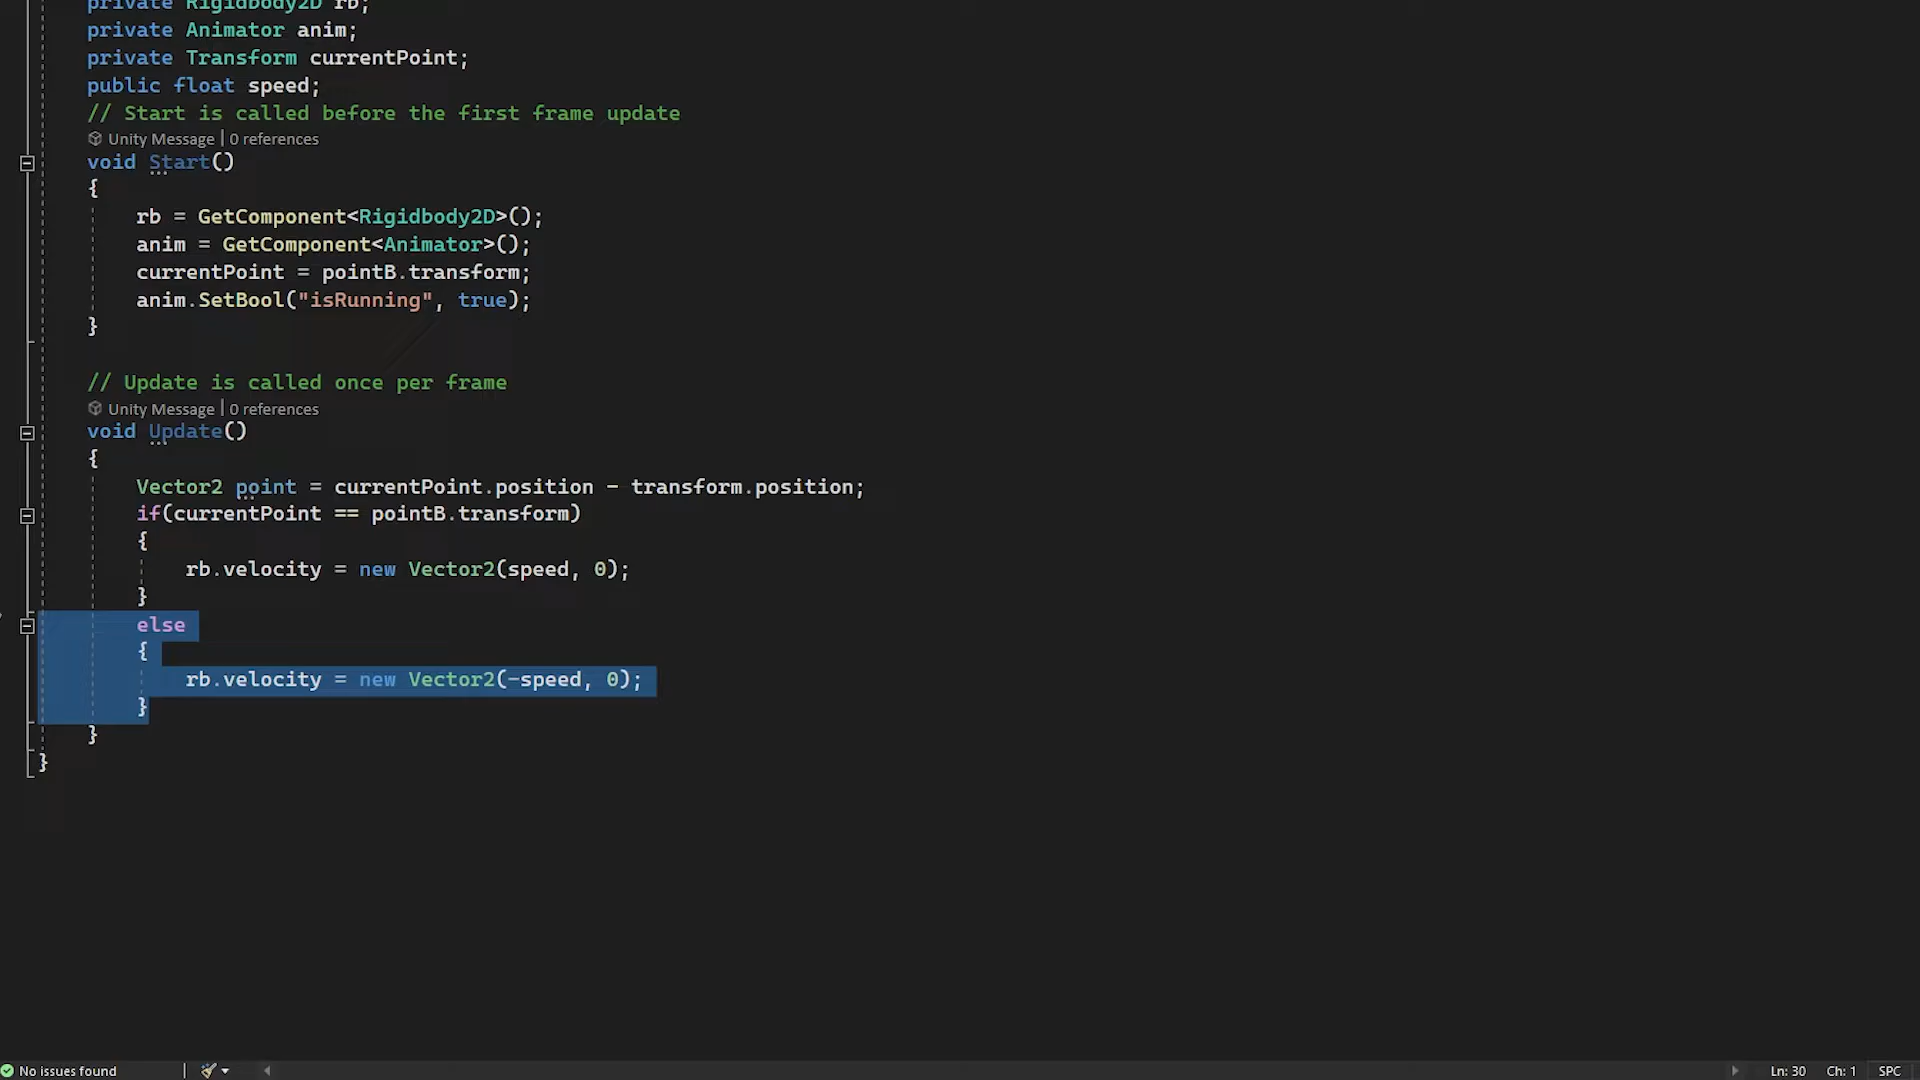 private Rigidbody2D rb;
private Animator anim;
private Transform currentPoint;
public float speed;
// Start is called before the first frame update
Unity Message | 0 references
void Start()
{
rb = GetComponent<Rigidbody2D>();
anim = GetComponent<Animator>();
currentPoint = pointB.transform;
anim.SetBool("isRunning", true);
}
// Update is called once per frame
Unity Message | 0 references
void Update()
{
Vector2 point = currentPoint.position - transform.position;
if(currentPoint == pointB.transform)
{
rb.velocity = new Vector2(speed, 0);
}
else
{
rb.velocity = new Vector2(-speed, 0);
}
}
}
No issues found
Ln: 30 Ch: 1 SPC